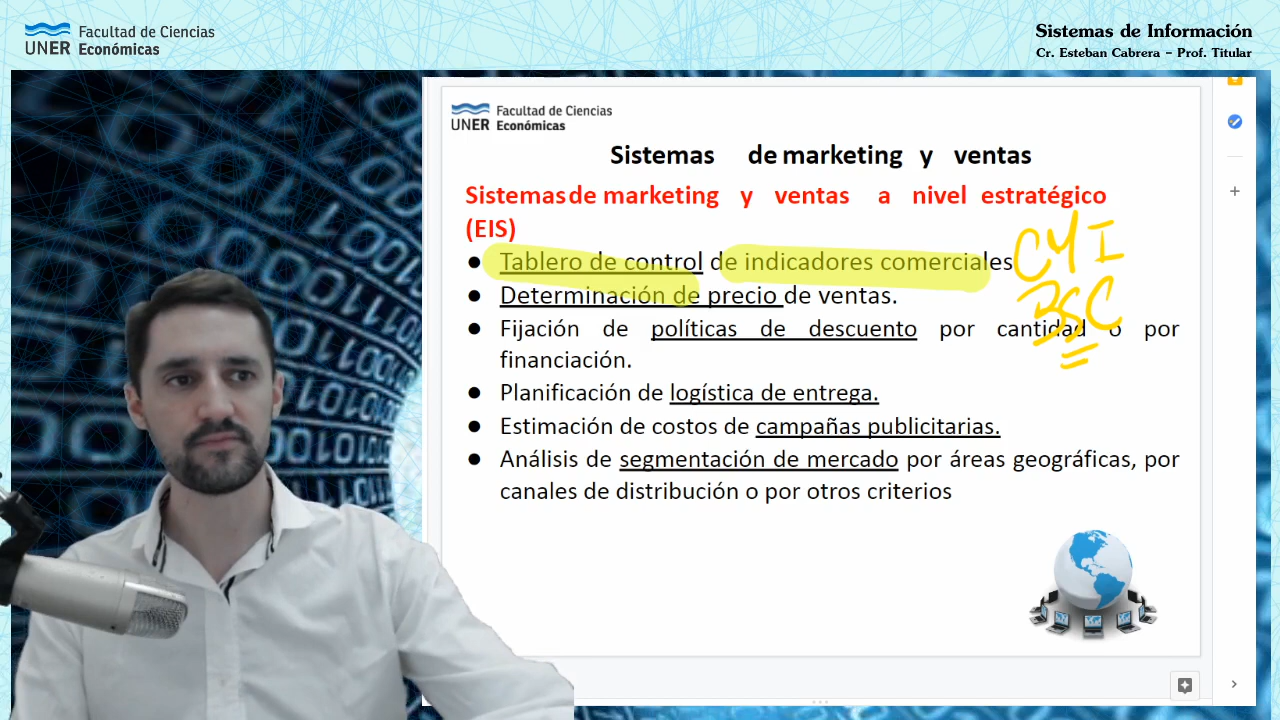 UNER Facultad de Ciencias Económicas
Sistemas de Información
Cr. Esteban Cabrera - Prof. Titular
UNER Facultad de Ciencias Económicas
Sistemas de marketing y ventas
Sistemas de marketing y ventas a nivel estratégico
(EIS)
● Tablero de control de indicadores comerciales
CMI
● Determinación de precio de ventas.
BSC
● Fijación de políticas de descuento por cantidad o por
financiación.
● Planificación de logística de entrega.
● Estimación de costos de campañas publicitarias.
● Análisis de segmentación de mercado por áreas geográficas, por
canales de distribución o por otros criterios